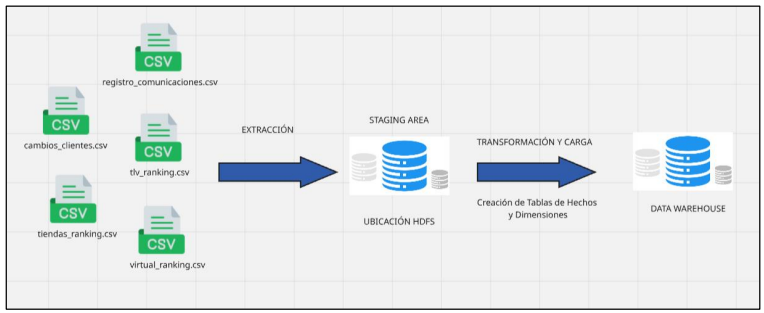 CSV
registro_comunicaciones.csv
CSV
cambios_clientes.csv
CSV
tlv_ranking.csv
CSV
tiendas_ranking.csv
CSV
virtual_ranking.csv
EXTRACCIÓN
STAGING AREA
UBICACIÓN HDFS
TRANSFORMACIÓN Y CARGA
Creación de Tablas de Hechos
y Dimensiones
DATA WAREHOUSE